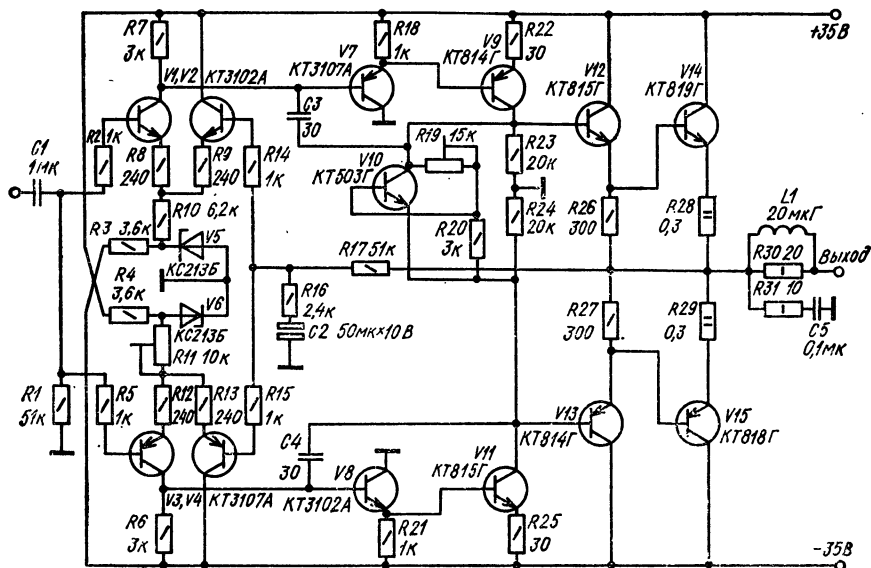 R7
3к
R18
1к
V9
R22
30
+35В
V7
КТ3107А
КТ814Г
V12
КТ815Г
V14
КТ819Г
V1,V2
КТ3102А
C3
30
C1
1мк
R2 1к
R8
240
R9
240
R14
1к
R19 15к
V10
КТ503Г
R23
20к
R24
20к
R10 6,2к
R3 3,6к
V5
КС213Б
R4
3,6к
V6
КС213Б
R11 10к
R17 51к
R16
2,4к
C2 50мк×10В
R20
3к
R26
300
R28
0,3
L1
20мкГ
R30 20
Выход
R31 10
C5
0,1мк
R27
300
R29
0,3
R1
51к
R5
1к
R12
240
R13
240
R15
1к
C4
30
V8
V11
КТ815Г
V13
КТ814Г
V15
КТ818Г
V3,V4
КТ3107А
КТ3102А
R6
3к
R21
1к
R25
30
−35В